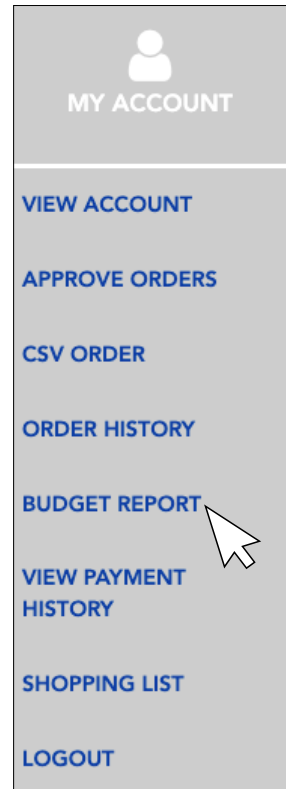 MY ACCOUNT
VIEW ACCOUNT
APPROVE ORDERS
CSV ORDER
ORDER HISTORY
BUDGET REPORT
VIEW PAYMENT
HISTORY
SHOPPING LIST
LOGOUT